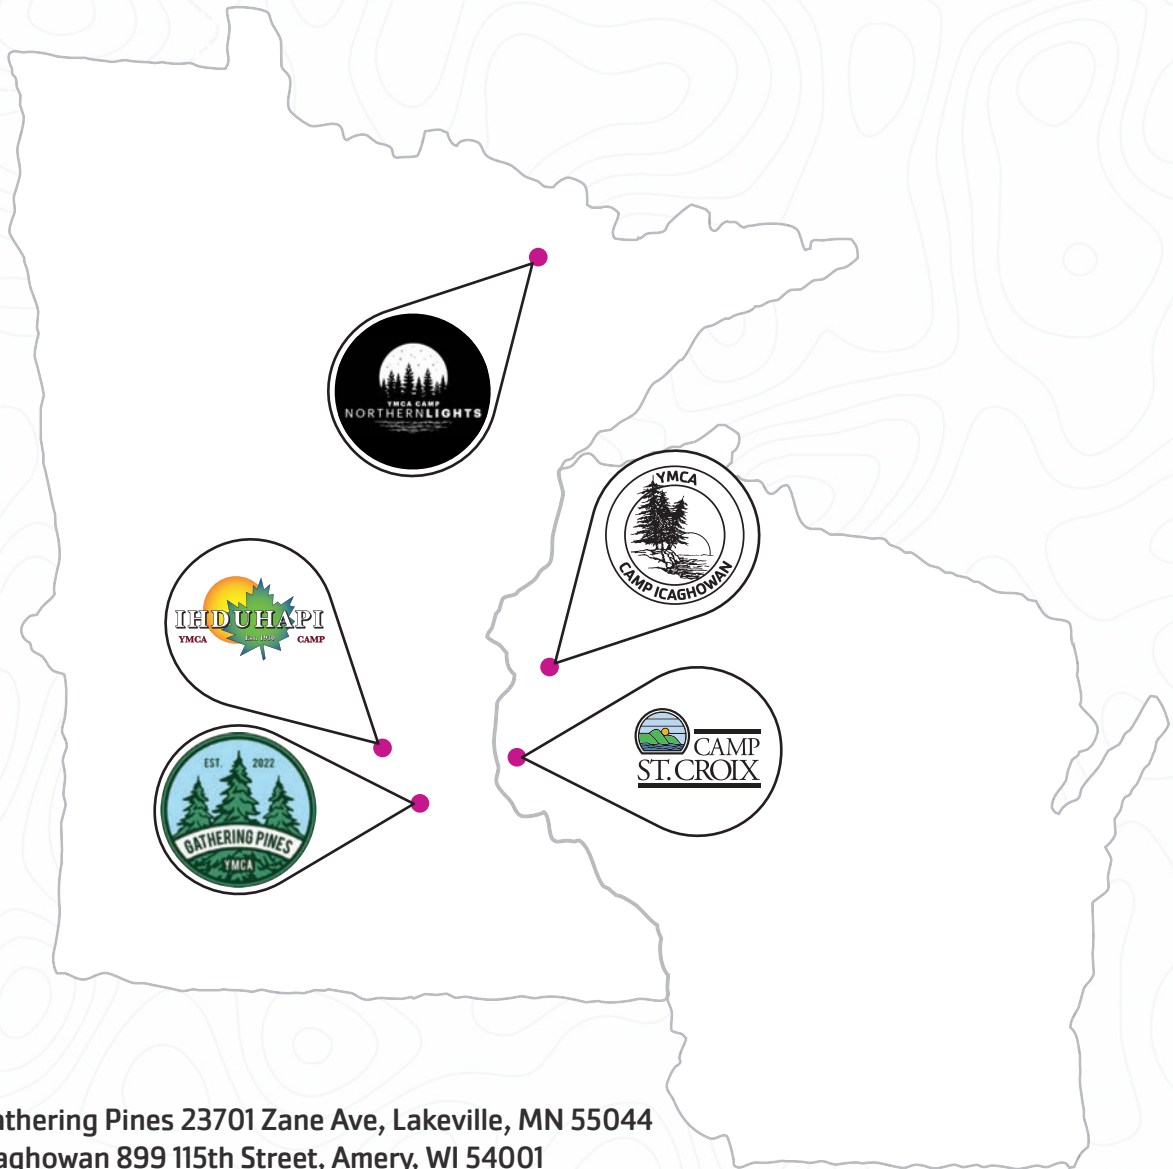 YMCA CAMP
NORTHERNLIGHTS
YMCA
CAMP ICAGHOWAN
IHDUHAPI
YMCA Est. 1930 CAMP
CAMP
ST. CROIX
EST. 2022
GATHERING PINES
YMCA
athering Pines 23701 Zane Ave, Lakeville, MN 55044
aghowan 899 115th Street, Amery, WI 54001